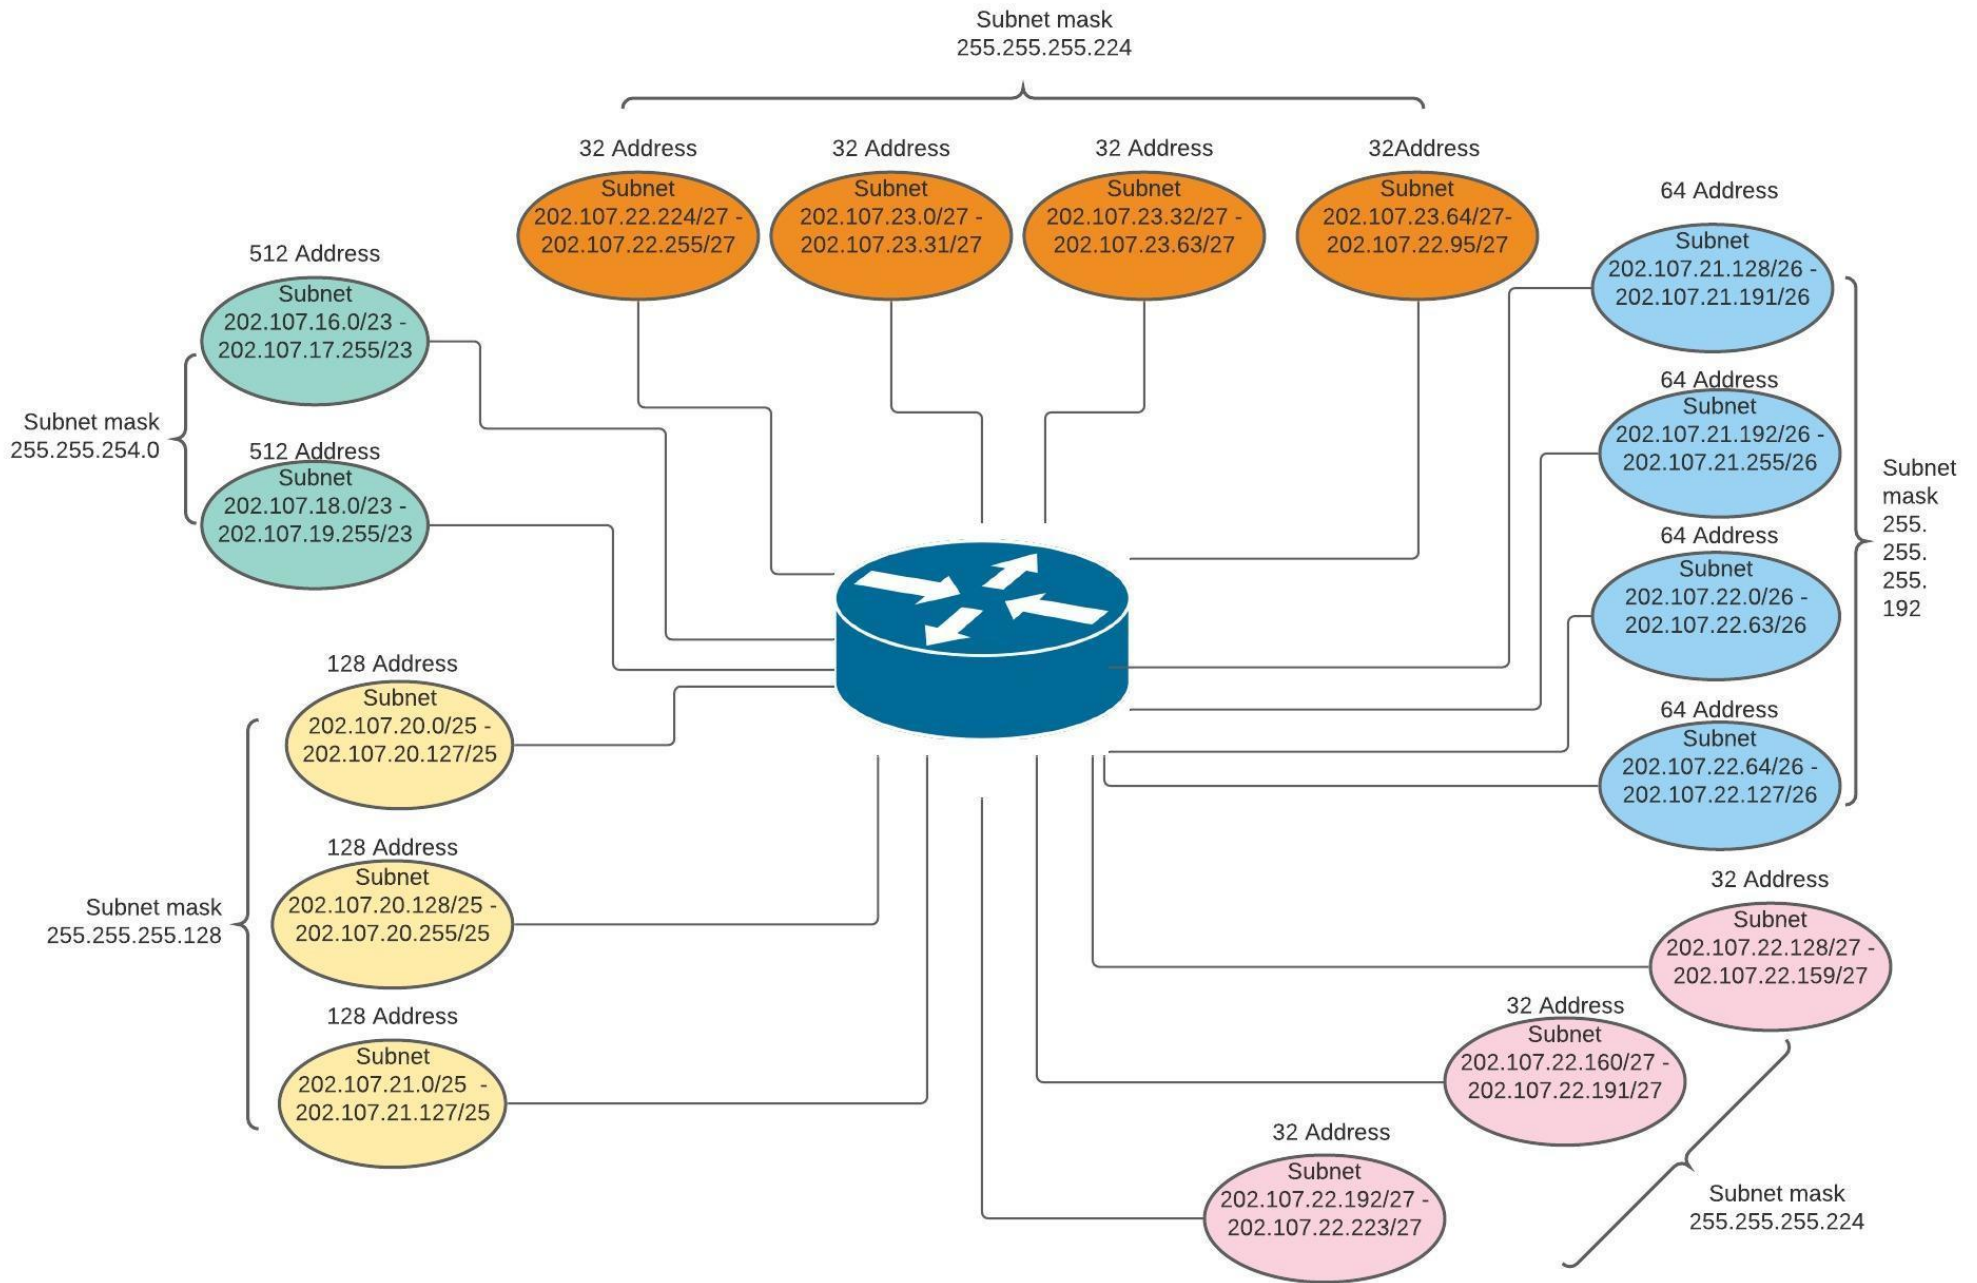 Subnet mask
255.255.255.224
32 Address
Subnet
202.107.22.224/27 -
202.107.22.255/27
32 Address
Subnet
202.107.23.0/27 -
202.107.23.31/27
32 Address
Subnet
202.107.23.32/27 -
202.107.23.63/27
32Address
Subnet
202.107.23.64/27-
202.107.22.95/27
512 Address
Subnet
202.107.16.0/23 -
202.107.17.255/23
512 Address
Subnet
202.107.18.0/23 -
202.107.19.255/23
Subnet mask
255.255.254.0
64 Address
Subnet
202.107.21.128/26 -
202.107.21.191/26
64 Address
Subnet
202.107.21.192/26 -
202.107.21.255/26
64 Address
Subnet
202.107.22.0/26 -
202.107.22.63/26
64 Address
Subnet
202.107.22.64/26 -
202.107.22.127/26
Subnet
mask
255.
255.
255.
192
128 Address
Subnet
202.107.20.0/25 -
202.107.20.127/25
128 Address
Subnet
202.107.20.128/25 -
202.107.20.255/25
128 Address
Subnet
202.107.21.0/25 -
202.107.21.127/25
Subnet mask
255.255.255.128
32 Address
Subnet
202.107.22.128/27 -
202.107.22.159/27
32 Address
Subnet
202.107.22.160/27 -
202.107.22.191/27
32 Address
Subnet
202.107.22.192/27 -
202.107.22.223/27
Subnet mask
255.255.255.224